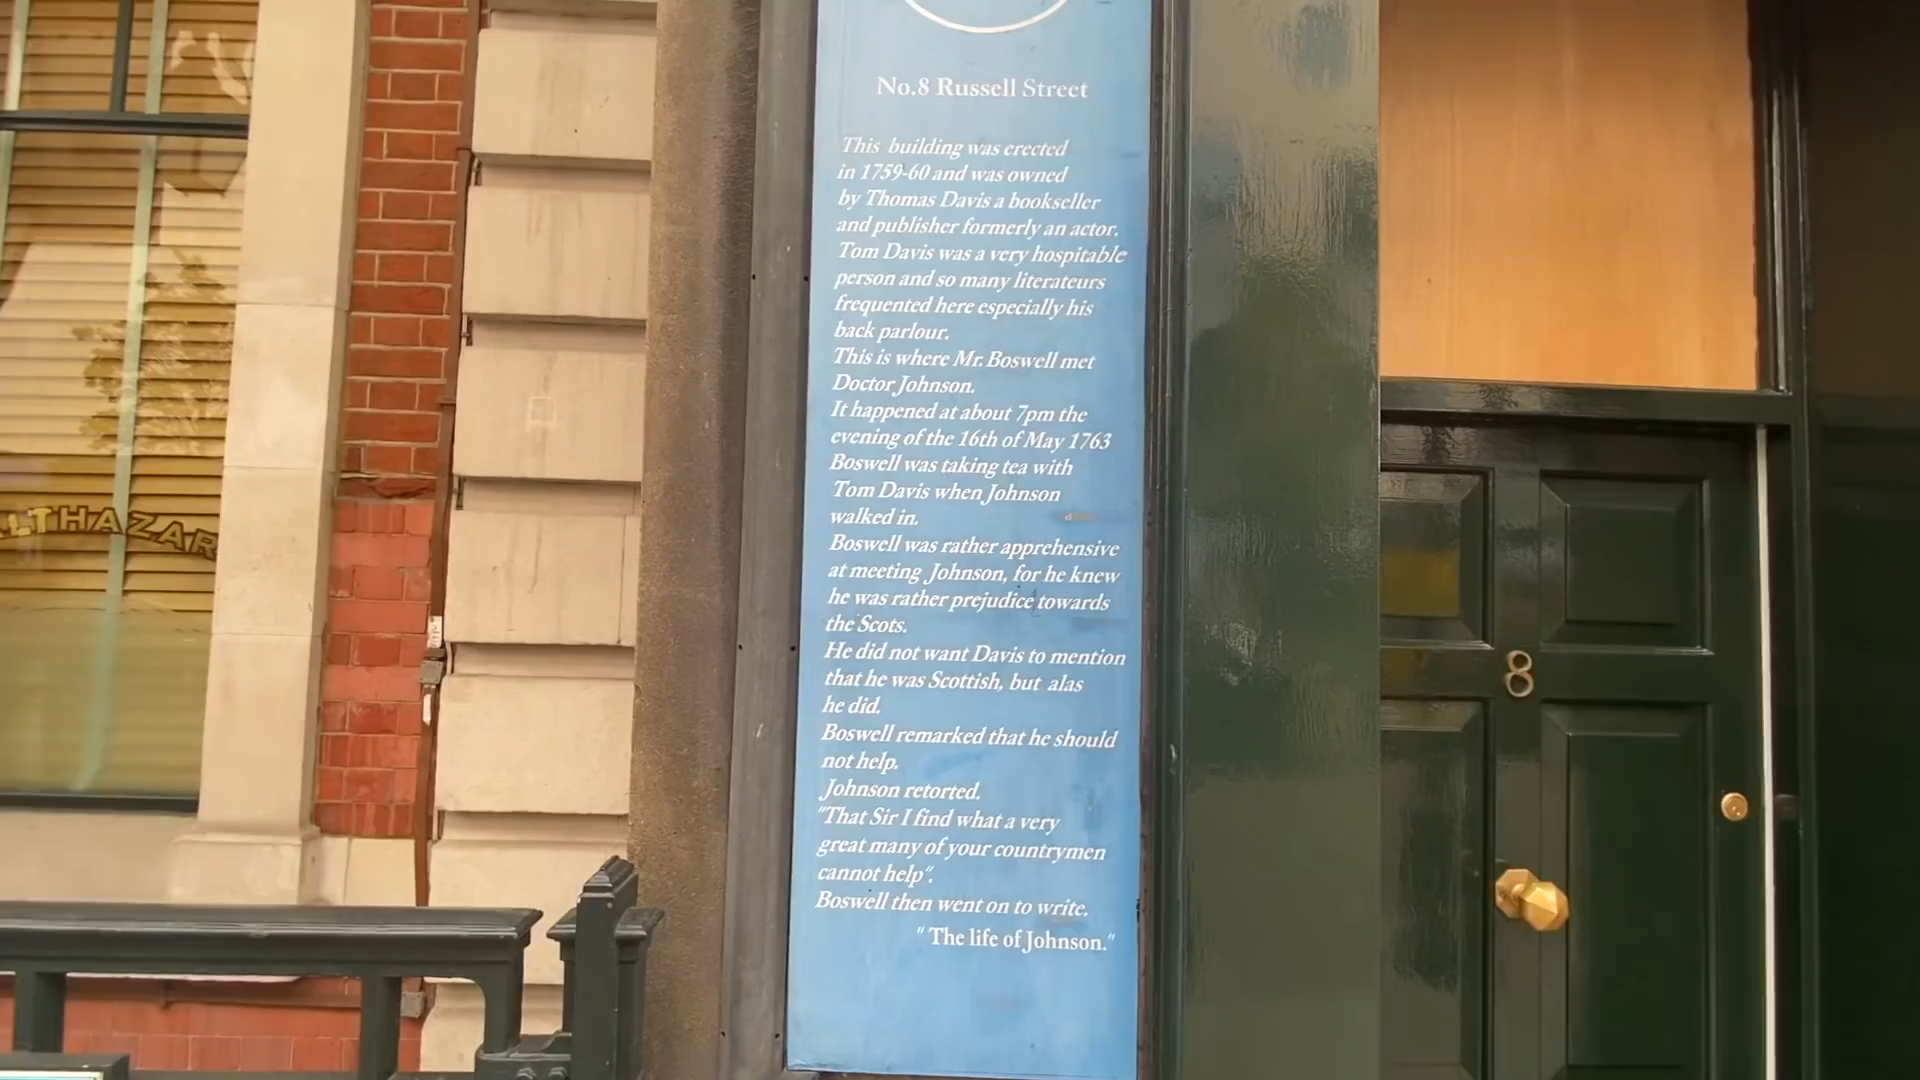 No.8 Russell Street
This building was erected
in 1759-60 and was owned
by Thomas Davis a bookseller
and publisher formerly an actor.
Tom Davis was a very hospitable
person and so many literateurs
frequented here especially his
back parlour.
This is where Mr. Boswell met
Doctor Johnson.
It happened at about 7pm the
evening of the 16th of May 1763
Boswell was taking tea with
Tom Davis when Johnson
walked in.
Boswell was rather apprehensive
at meeting Johnson, for he knew
he was rather prejudice towards
the Scots.
He did not want Davis to mention
that he was Scottish, but alas
he did.
Boswell remarked that he should
not help.
Johnson retorted.
"That Sir I find what a very
great many of your countrymen
cannot help".
Boswell then went on to write.
"The life of Johnson."
LTHAZAR
8